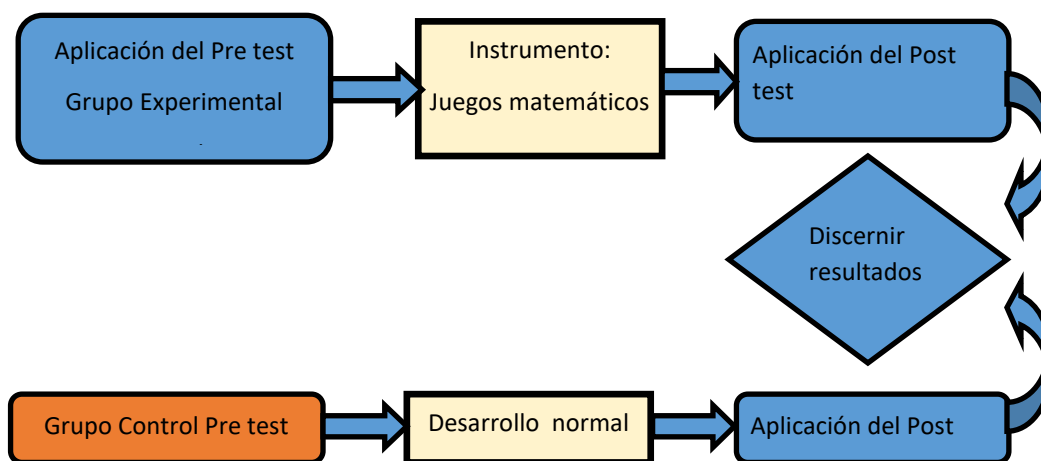 Aplicación del Pre test
Grupo Experimental
Instrumento:
Juegos matemáticos
Aplicación del Post
test
Discernir
resultados
Grupo Control Pre test
Desarrollo normal
Aplicación del Post